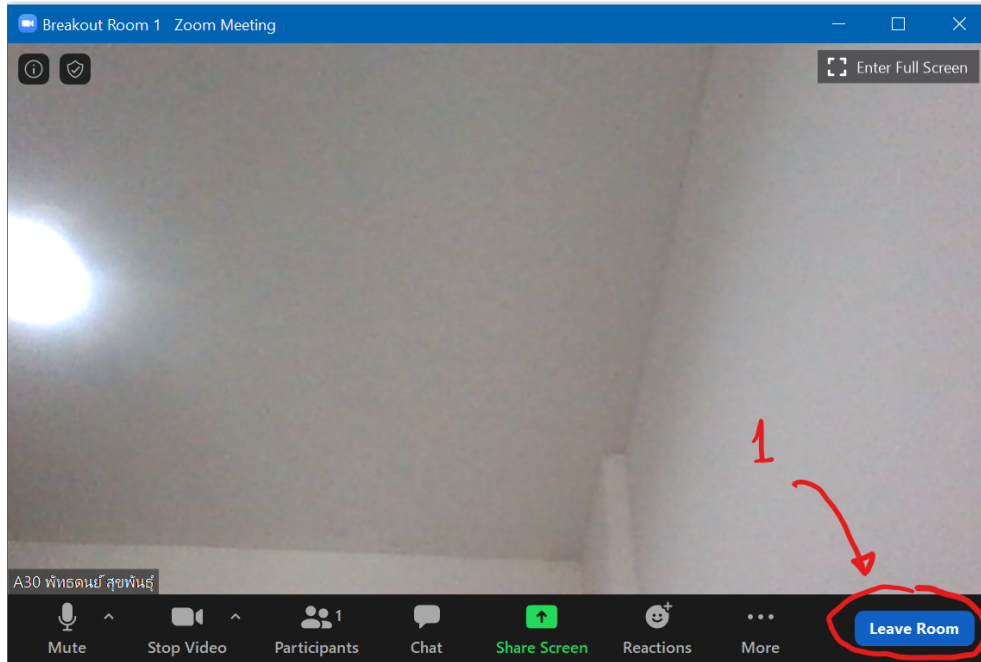 Breakout Room 1 Zoom Meeting
Enter Full Screen
1
A30 พัทธดนย์ สุขพันธุ์
1
Mute Stop Video Participants Chat Share Screen Reactions More Leave Room